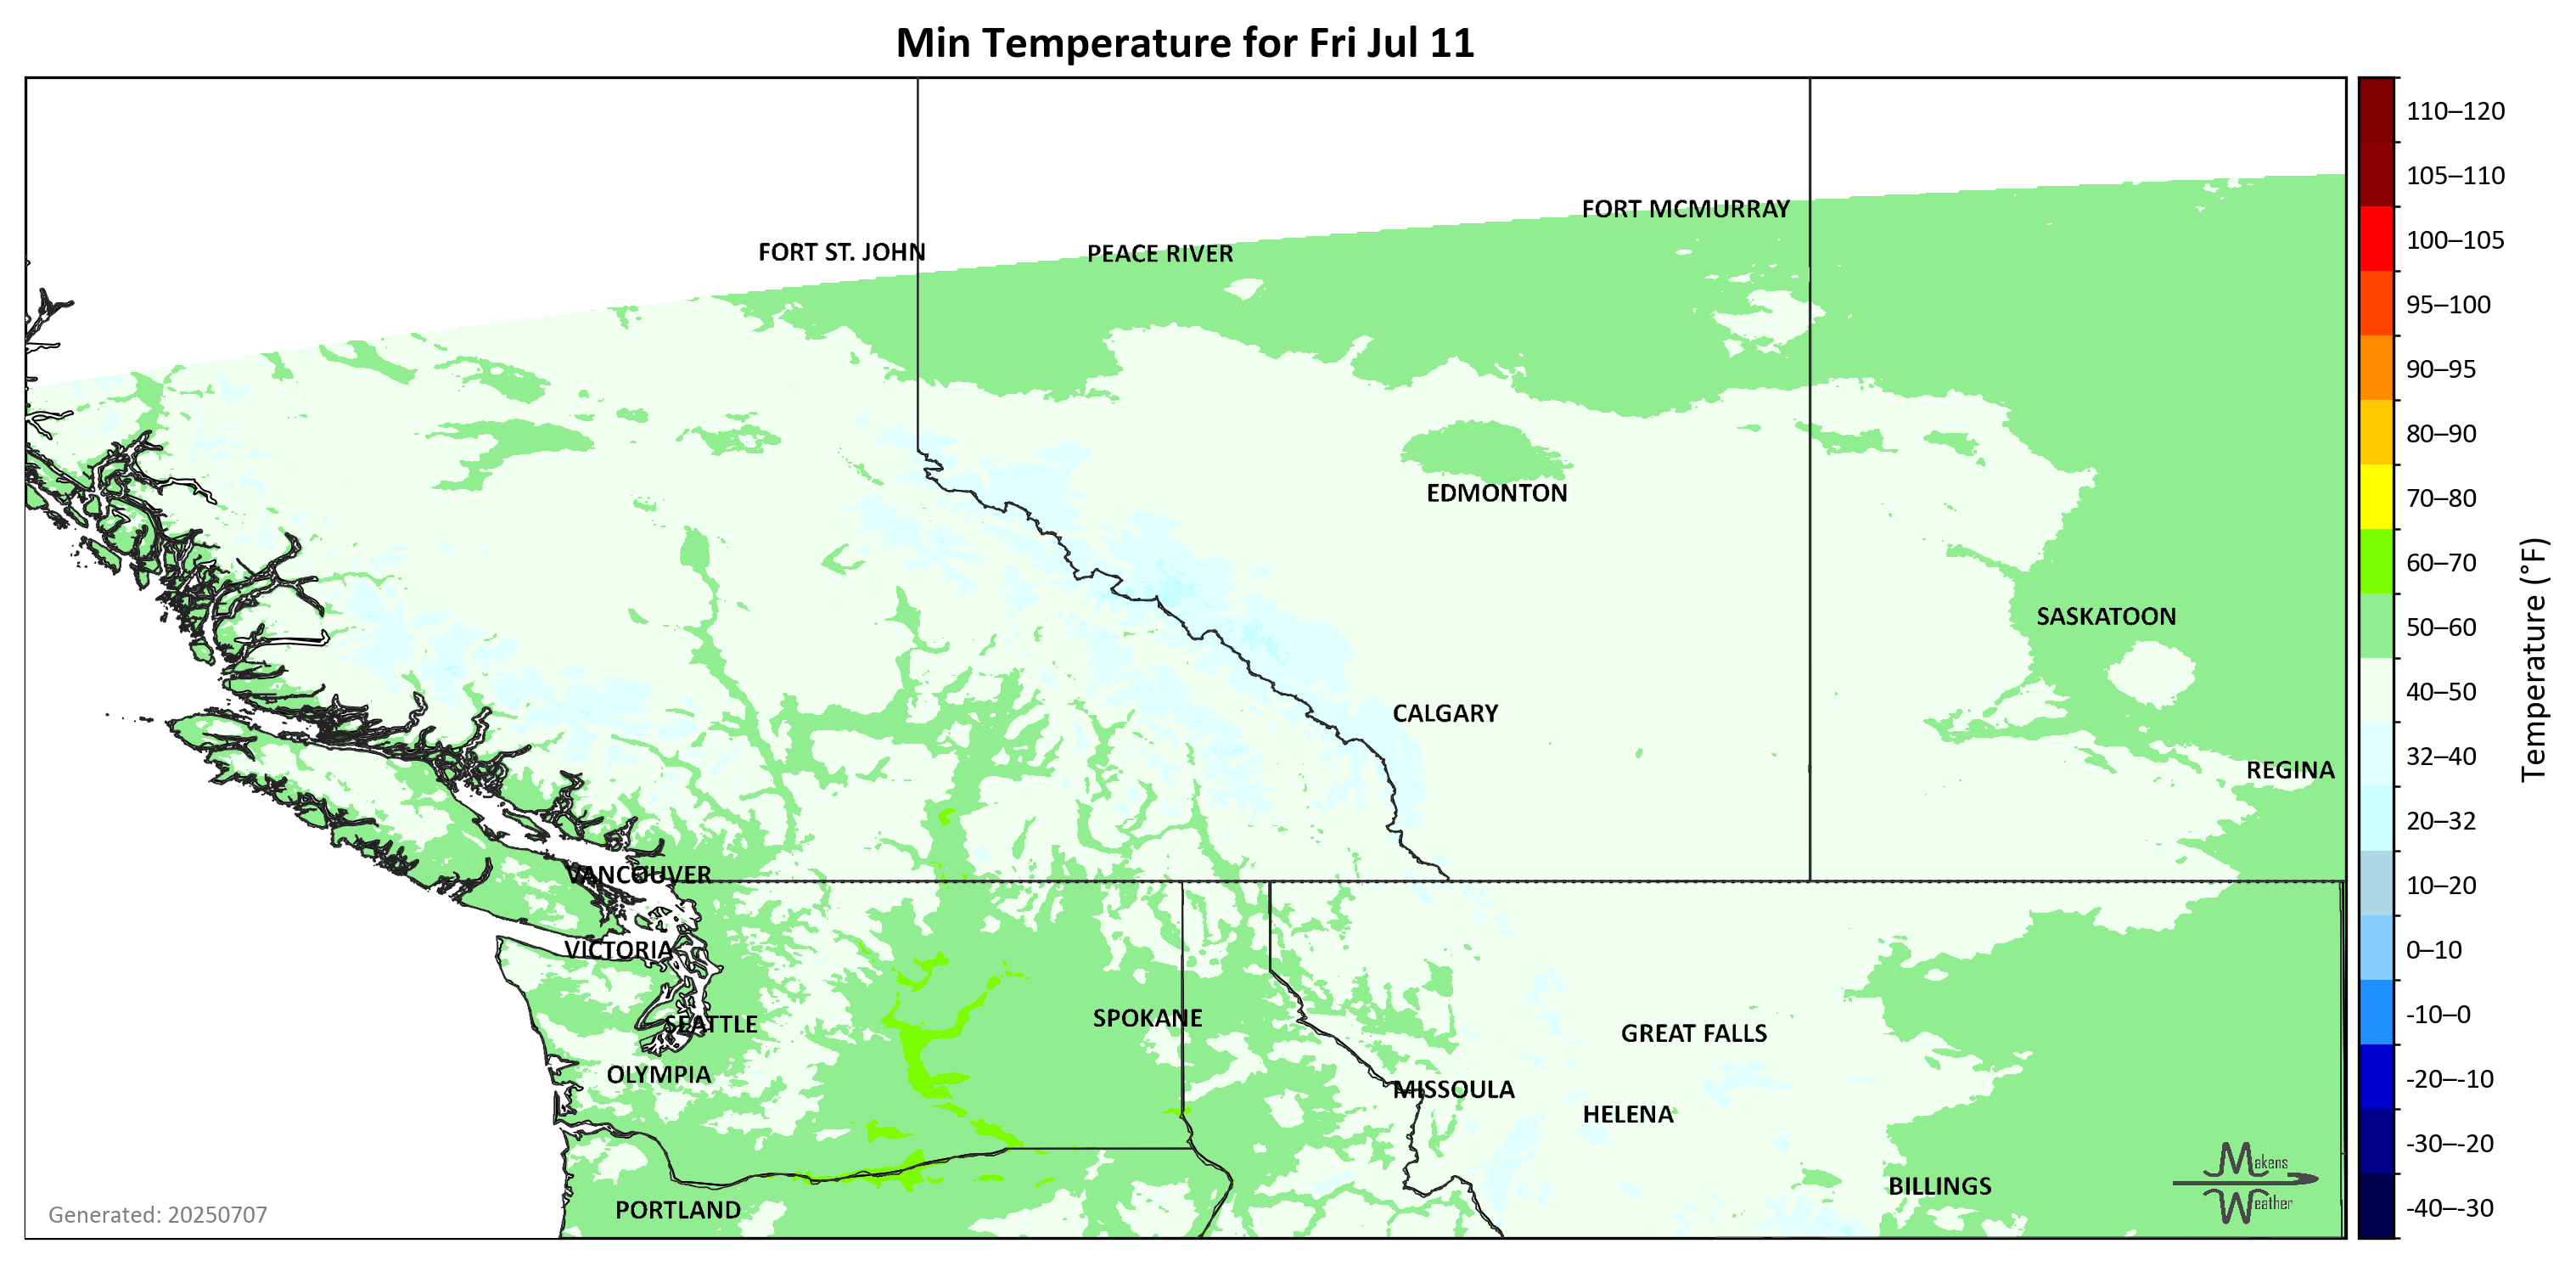 Min Temperature for Fri Jul 11
FORT MCMURRAY
FORT ST. JOHN
PEACE RIVER
EDMONTON
SASKATOON
CALGARY
REGINA
VANCOUVER
VICTORIA
SEATTLE
SPOKANE
GREAT FALLS
OLYMPIA
MISSOULA
HELENA
BILLINGS
PORTLAND
Makens
Weather
Generated: 20250707
110–120
105–110
100–105
95–100
90–95
80–90
70–80
60–70
50–60
40–50
32–40
20–32
10–20
0–10
-10–0
-20–-10
-30–-20
-40–-30
Temperature (°F)